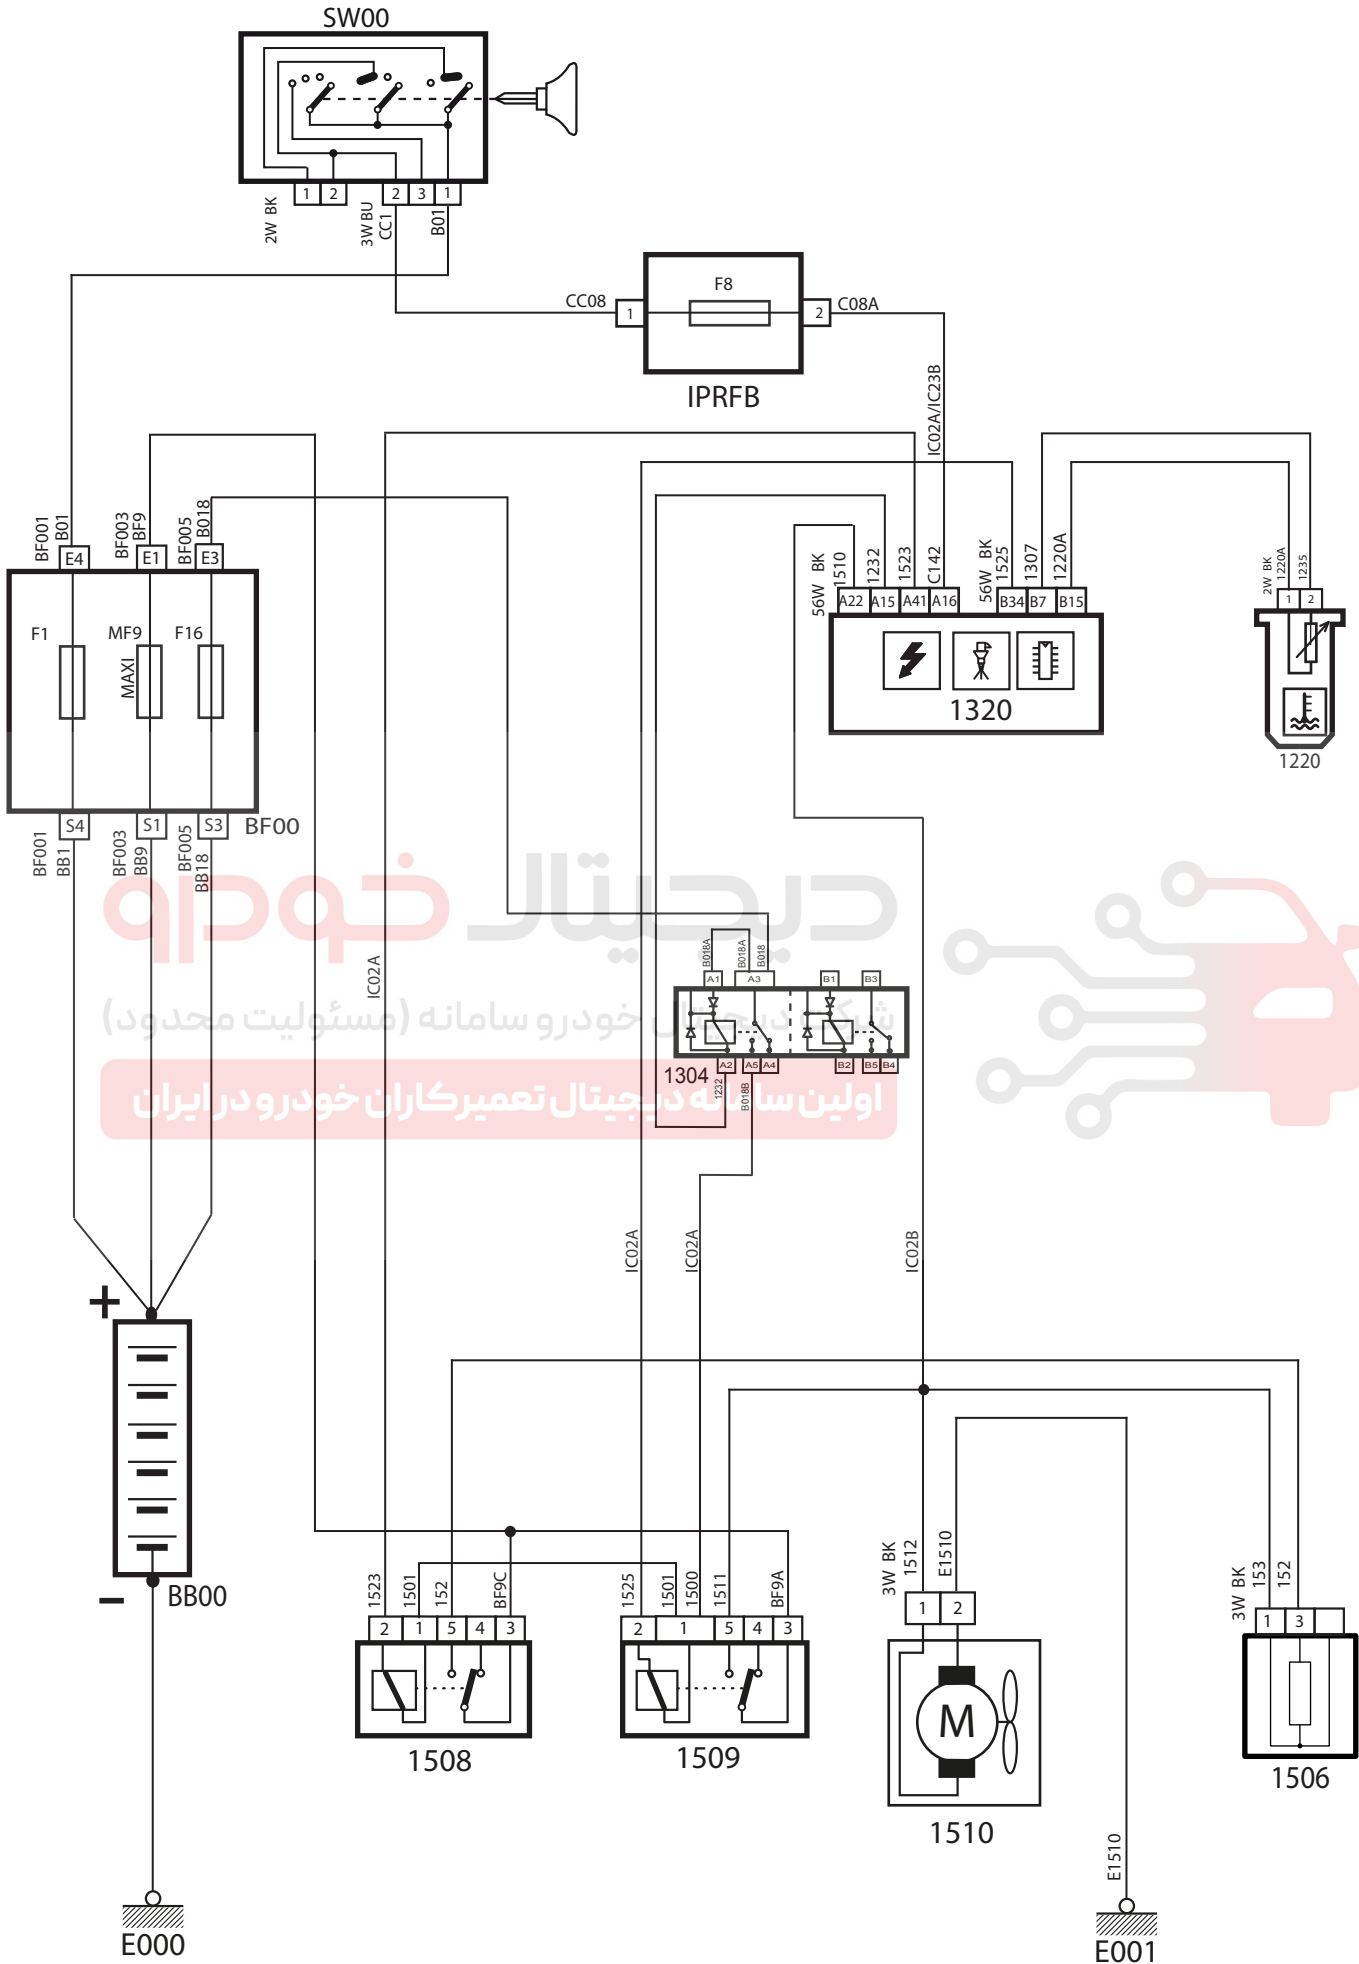 SW00
1 2 2 3 1
2W BK
3W BU
CC1
B01
CC08
1
F8
2
C08A
IPRFB
IC02A/IC23B
BF001
B01
BF003
BF9
BF005
B018
E4 E1 E3
F1
MF9
MAXI
F16
S4 S1 S3
BF00
BF001
BB1
BF003
BB9
BF005
BB18
56W BK
1510
1232
1523
C142
56W BK
1525
1307
1220A
A22 A15 A41 A16 B34 B7 B15
1320
2W BK
1220A
1235
1 2
1220
دیجیتال خودرو
شرکت دیجیتال خودرو سامانه (مسئولیت محدود)
اولین سامانه دیجیتال تعمیرکاران خودرو در ایران
IC02A
B018A
B018A
B018
A1 A3 B1 B3
A2 A5 A4 B2 B5 B4
1304
1232
B018B
IC02A
IC02A
IC02B
+
−
BB00
E000
1523
1501
152
BF9C
2 1 5 4 3
1508
1525
1501
1500
1511
BF9A
2 1 5 4 3
1509
3W BK
1512
E1510
1 2
M
1510
E1510
E001
3W BK
153
152
1 3
1506